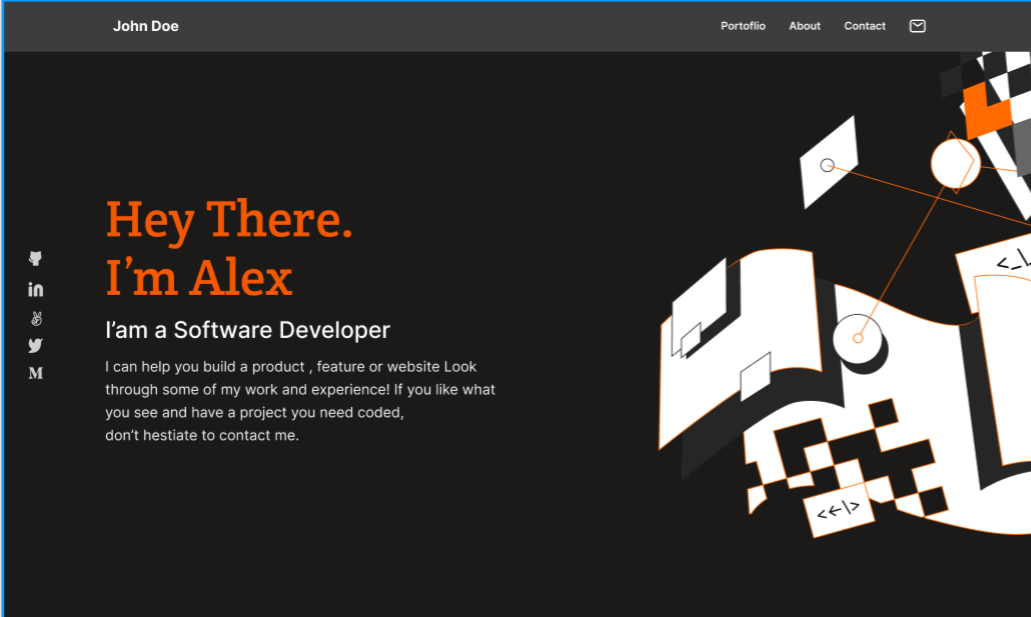 John Doe
Portoflio About Contact
Hey There.
I’m Alex
I’am a Software Developer
I can help you build a product , feature or website Look
through some of my work and experience! If you like what
you see and have a project you need coded,
don’t hestiate to contact me.
in
M
<←|>